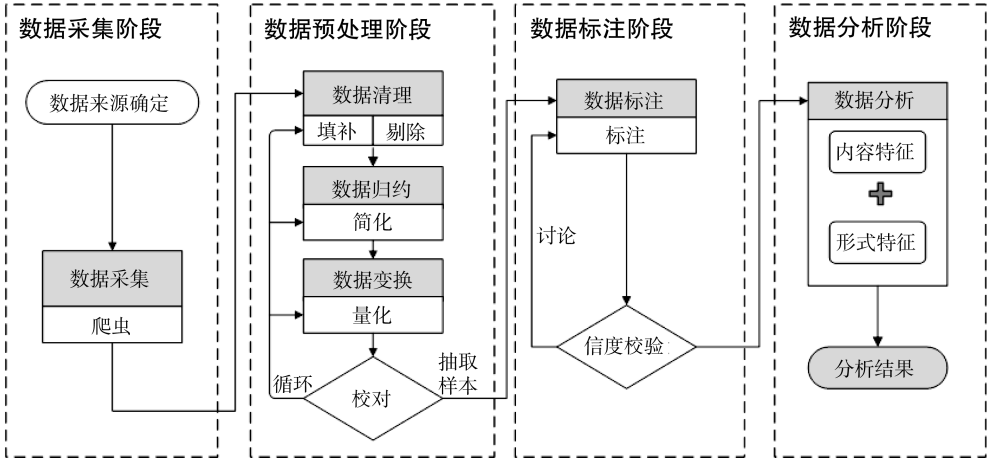 数据采集阶段
数据来源确定
数据采集
爬虫
数据预处理阶段
数据清理
填补 剔除
数据归约
简化
数据变换
量化
循环
校对
抽取
样本
数据标注阶段
数据标注
标注
讨论
信度校验
数据分析阶段
数据分析
内容特征
形式特征
分析结果